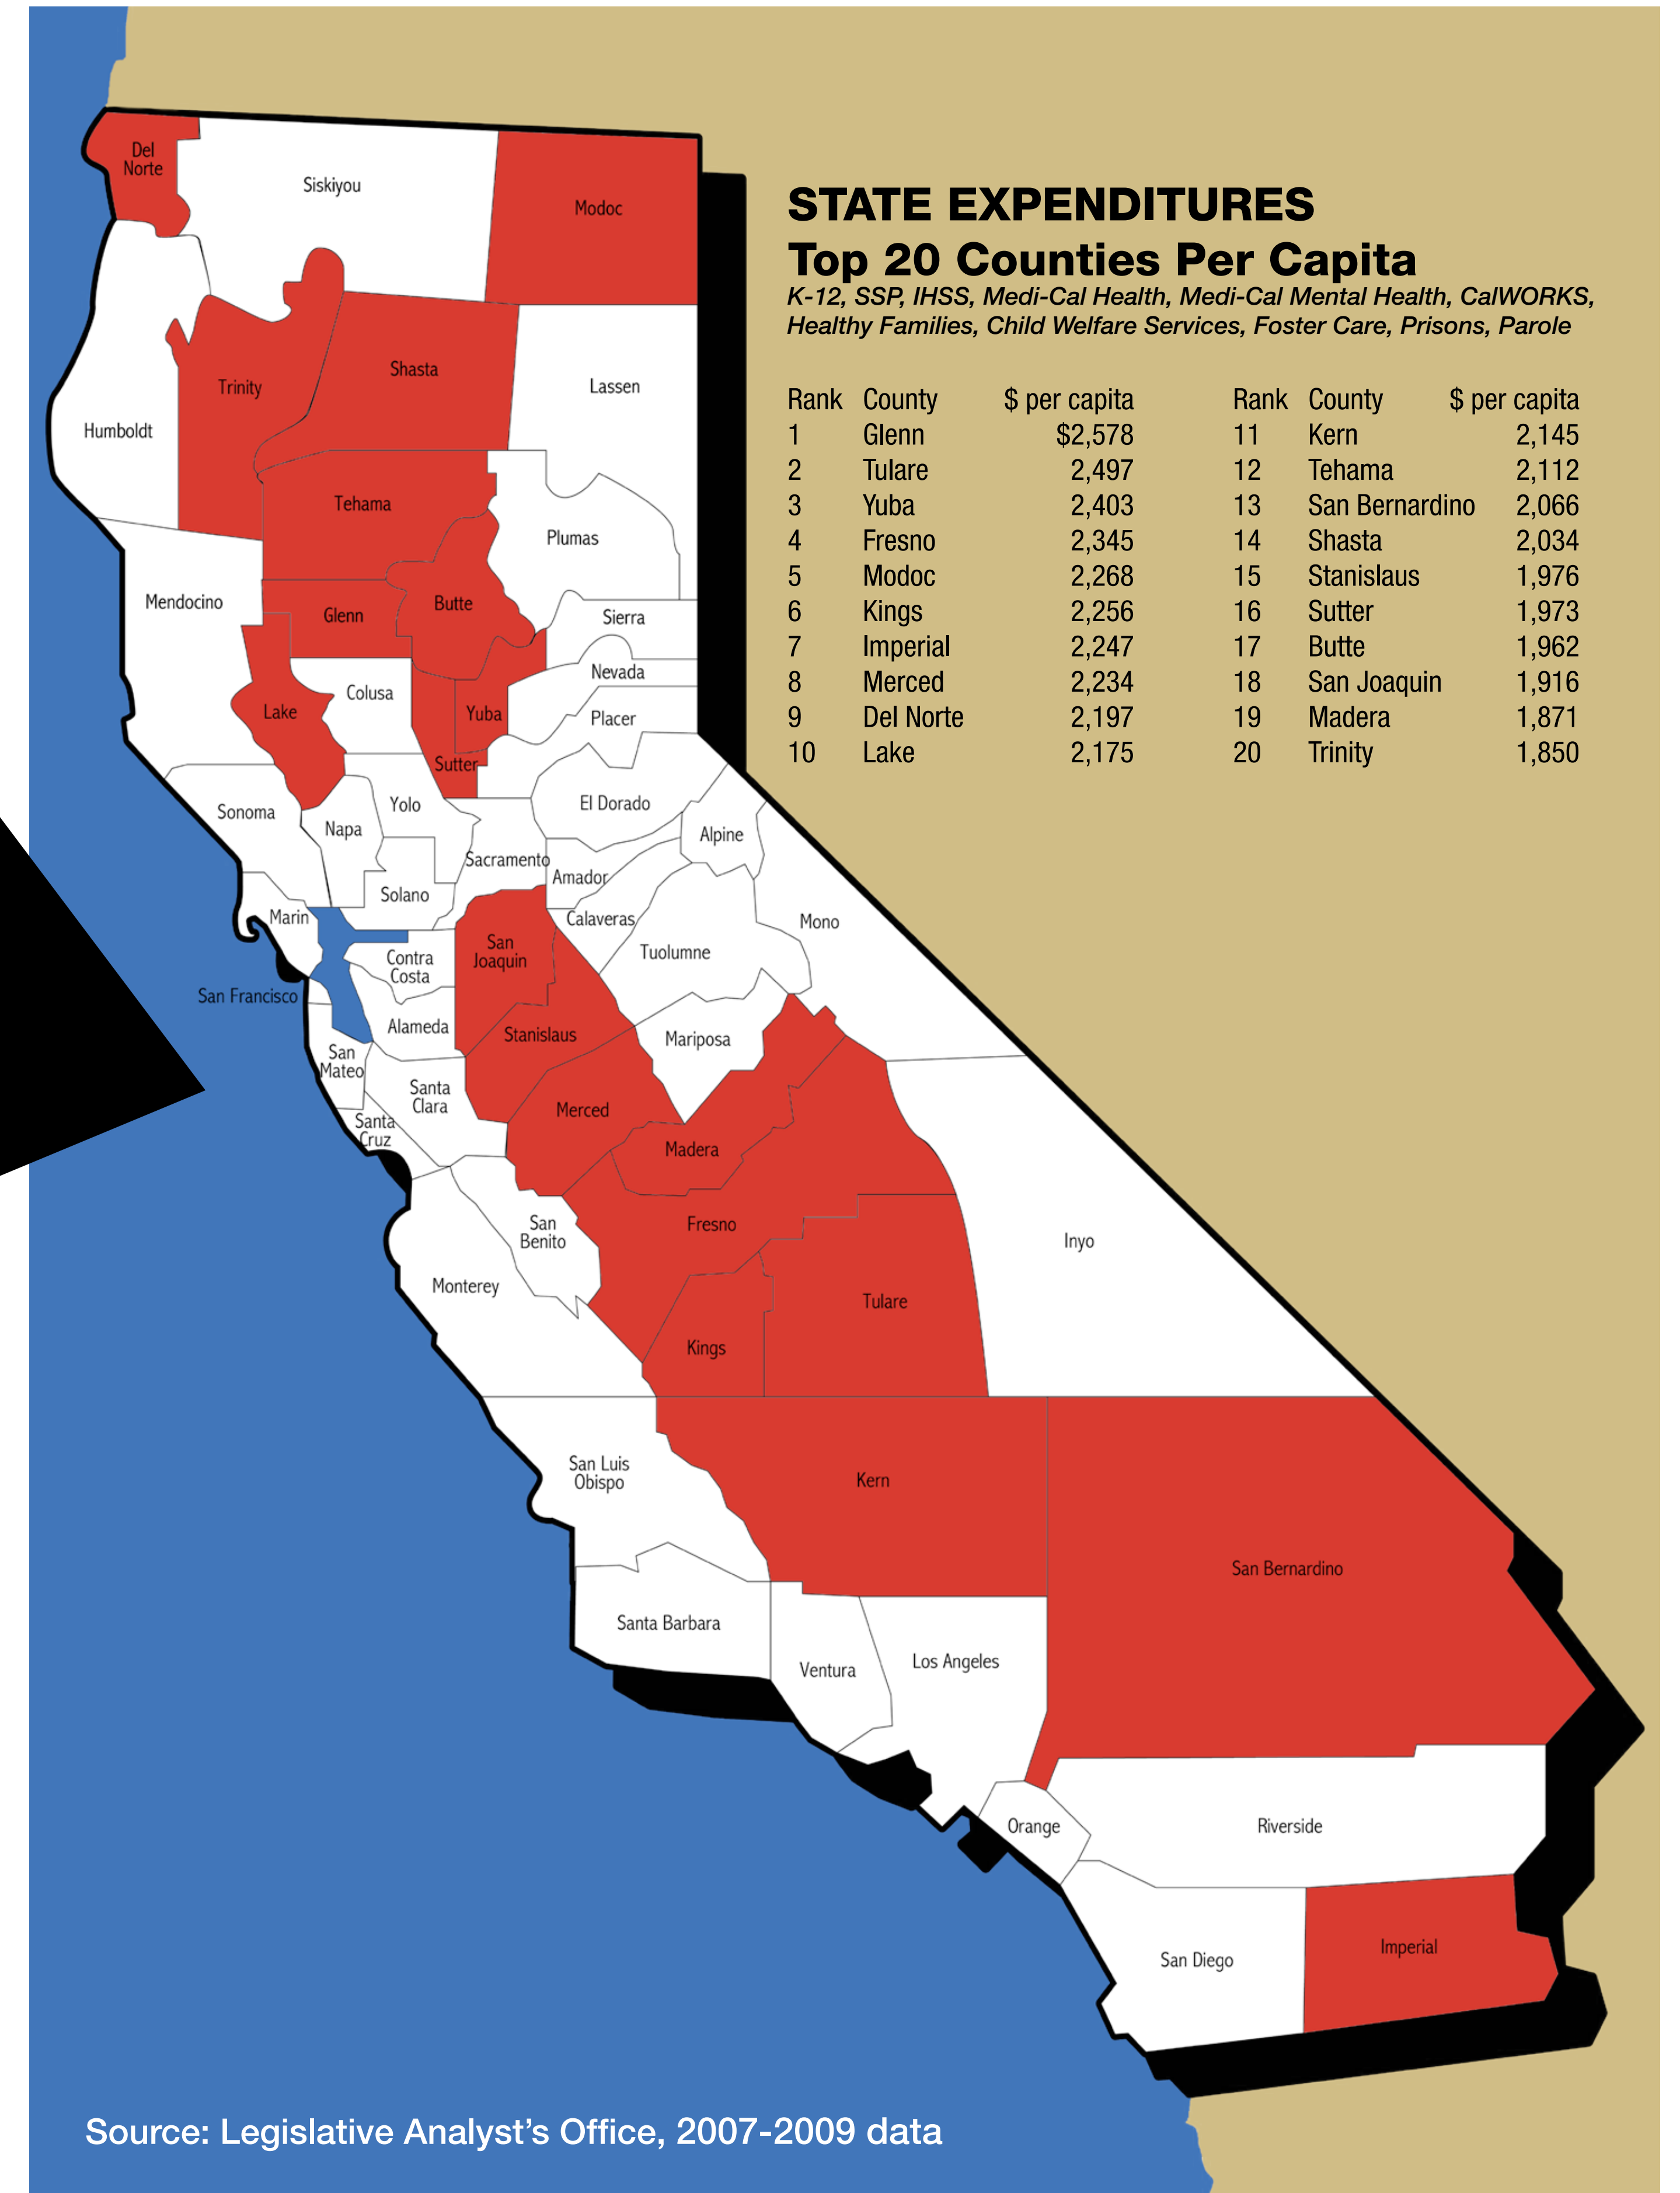 STATE EXPENDITURES
Top 20 Counties Per Capita
K-12, SSP, IHSS, Medi-Cal Health, Medi-Cal Mental Health, CalWORKS,
Healthy Families, Child Welfare Services, Foster Care, Prisons, Parole
Rank County $ per capita
1 Glenn $2,578
2 Tulare 2,497
3 Yuba 2,403
4 Fresno 2,345
5 Modoc 2,268
6 Kings 2,256
7 Imperial 2,247
8 Merced 2,234
9 Del Norte 2,197
10 Lake 2,175
Rank County $ per capita
11 Kern 2,145
12 Tehama 2,112
13 San Bernardino 2,066
14 Shasta 2,034
15 Stanislaus 1,976
16 Sutter 1,973
17 Butte 1,962
18 San Joaquin 1,916
19 Madera 1,871
20 Trinity 1,850
Del
Norte
Siskiyou
Modoc
Humboldt
Trinity
Shasta
Lassen
Tehama
Plumas
Mendocino
Glenn
Butte
Sierra
Lake
Colusa
Sutter
Yuba
Nevada
Placer
Sonoma
Napa
Yolo
El Dorado
Sacramento
Amador
Alpine
Solano
Marin
Calaveras
Mono
Contra
Costa
San
Joaquin
Tuolumne
San Francisco
Alameda
Stanislaus
Mariposa
San
Mateo
Santa
Clara
Santa
Cruz
Merced
Madera
San
Benito
Fresno
Monterey
Inyo
Tulare
Kings
San Luis
Obispo
Kern
San Bernardino
Santa Barbara
Ventura
Los Angeles
Orange
Riverside
San Diego
Imperial
Source: Legislative Analyst’s Office, 2007-2009 data